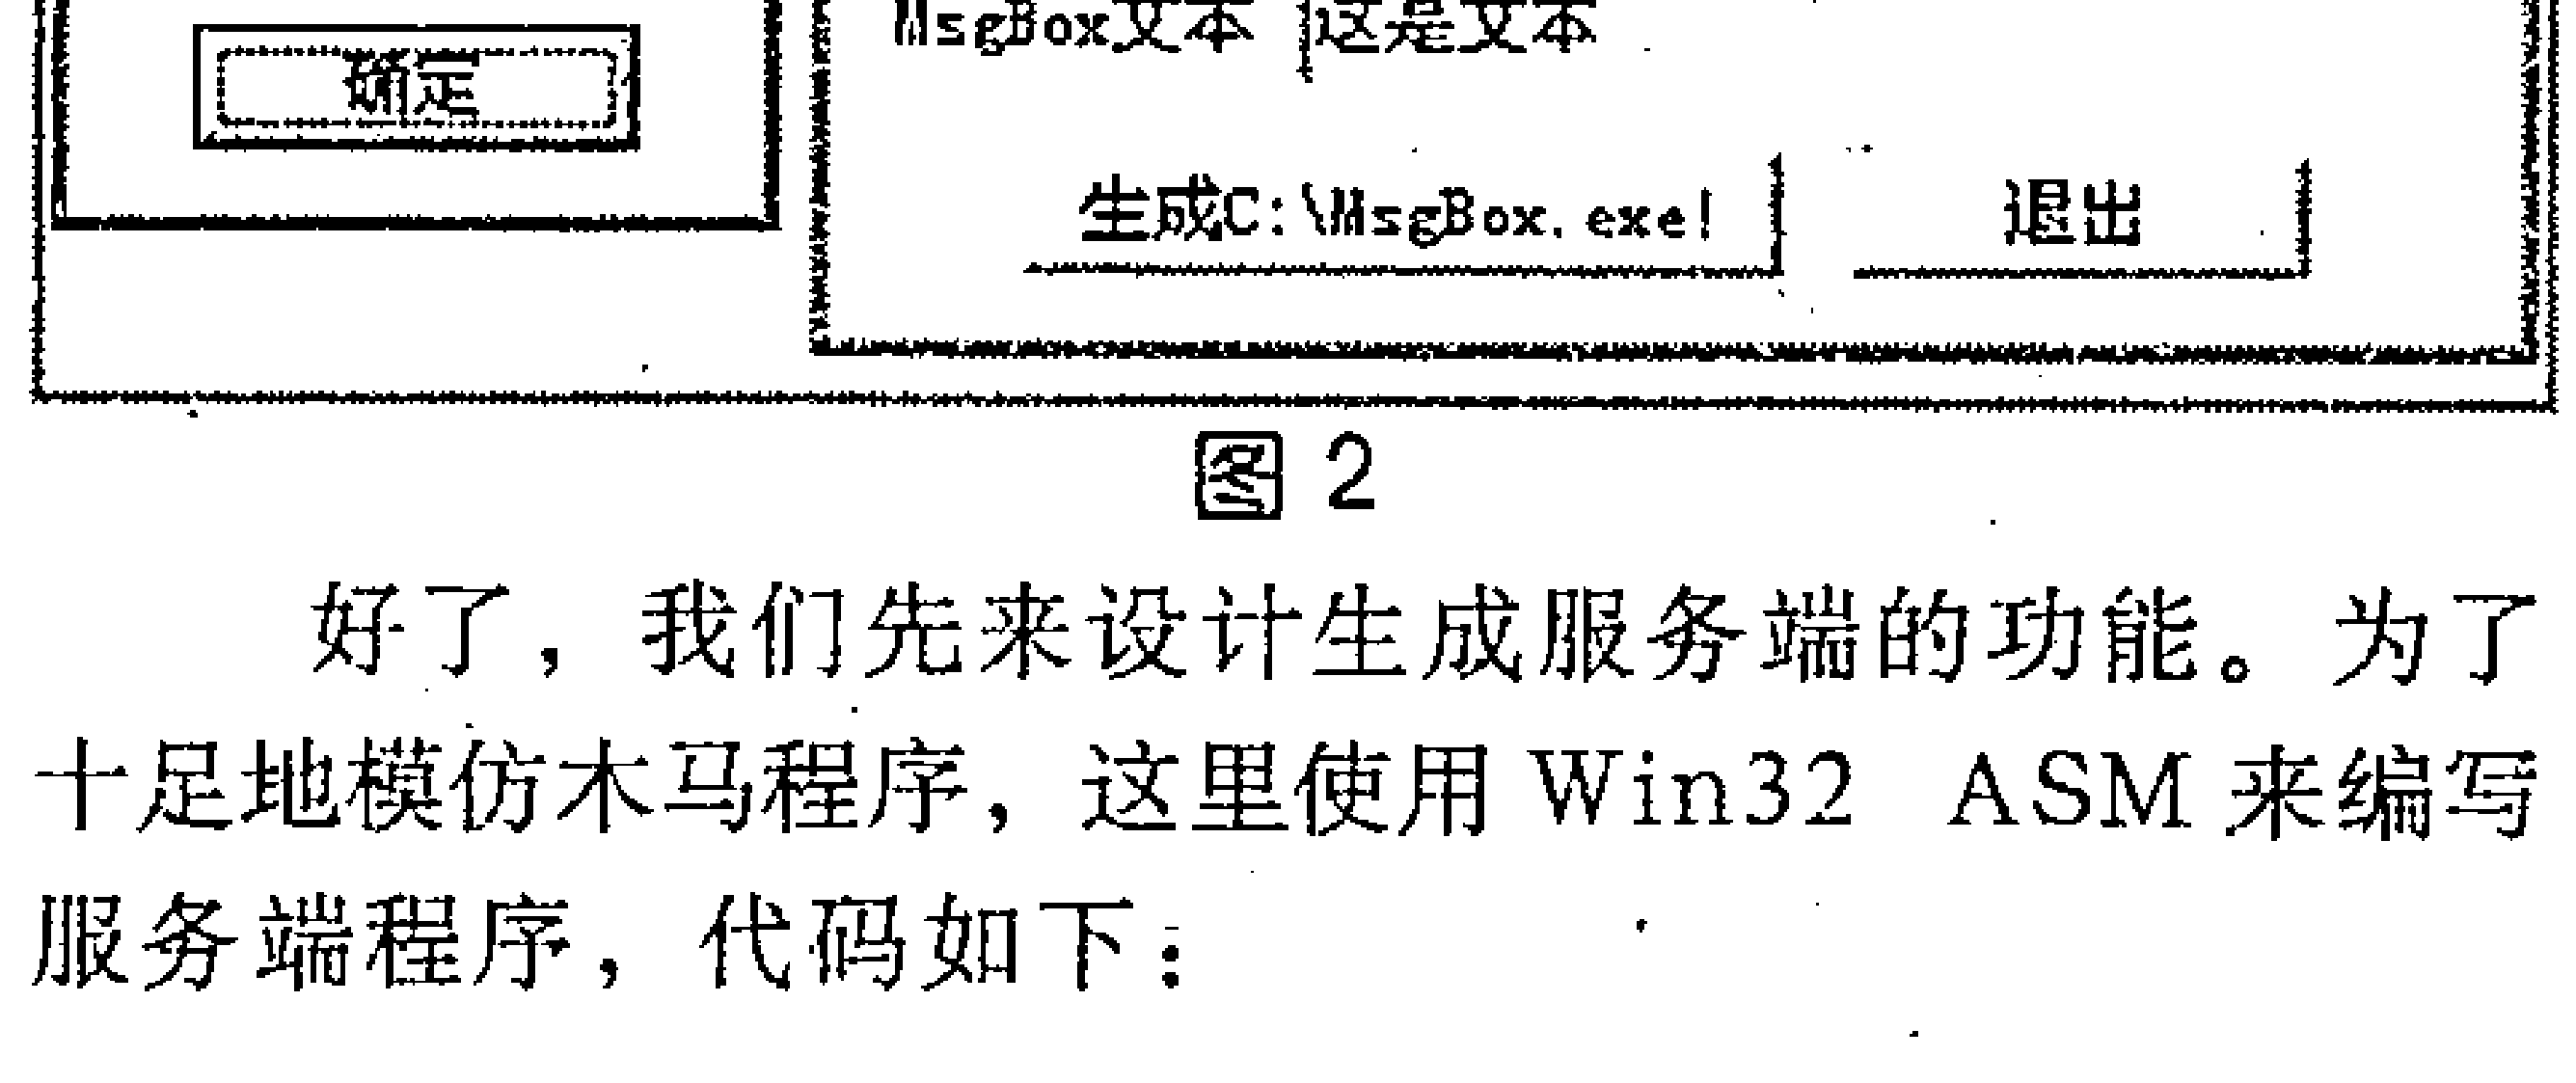 MsgBox文本 这是文本
确定
生成C:\MsgBox.exe! 退出
图 2
好了，我们先来设计生成服务端的功能。为了
十足地模仿木马程序，这里使用 Win32 ASM 来编写
服务端程序，代码如下：